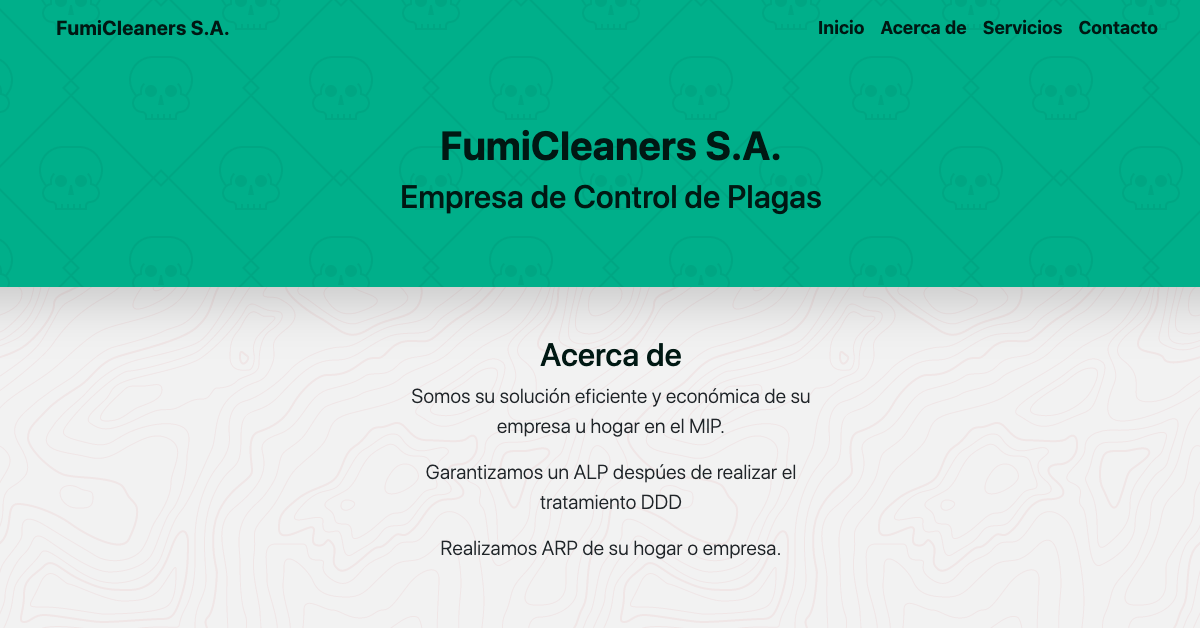 FumiCleaners S.A.
Inicio Acerca de Servicios Contacto
FumiCleaners S.A.
Empresa de Control de Plagas
Acerca de
Somos su solución eficiente y económica de su
empresa u hogar en el MIP.
Garantizamos un ALP despúes de realizar el
tratamiento DDD
Realizamos ARP de su hogar o empresa.